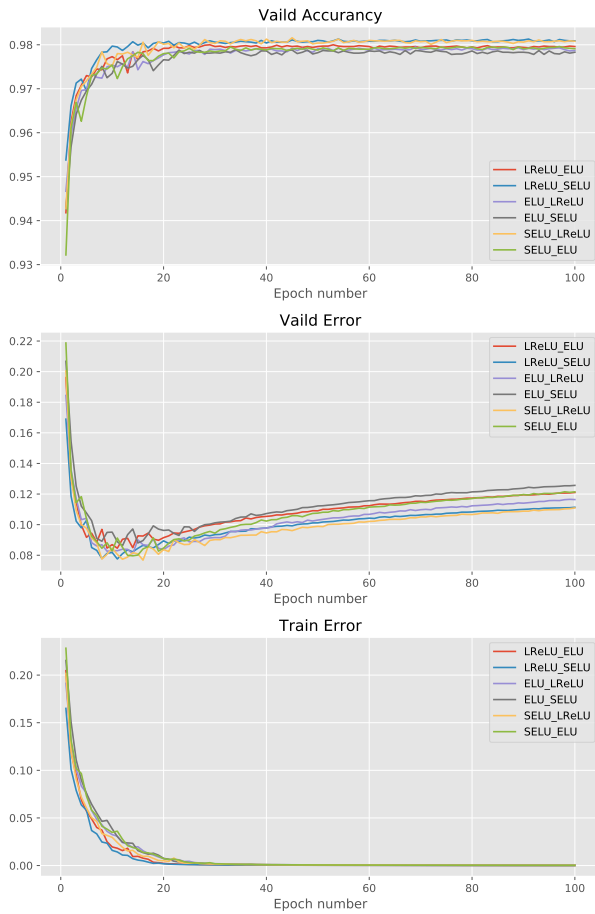 Vaild Accurancy
0.98
0.97
0.96
0.95
0.94
0.93
LReLU_ELU
LReLU_SELU
ELU_LReLU
ELU_SELU
SELU_LReLU
SELU_ELU
0 20 40 60 80 100
Epoch number
Vaild Error
0.22
0.20
0.18
0.16
0.14
0.12
0.10
0.08
LReLU_ELU
LReLU_SELU
ELU_LReLU
ELU_SELU
SELU_LReLU
SELU_ELU
0 20 40 60 80 100
Epoch number
Train Error
0.20
0.15
0.10
0.05
0.00
LReLU_ELU
LReLU_SELU
ELU_LReLU
ELU_SELU
SELU_LReLU
SELU_ELU
0 20 40 60 80 100
Epoch number